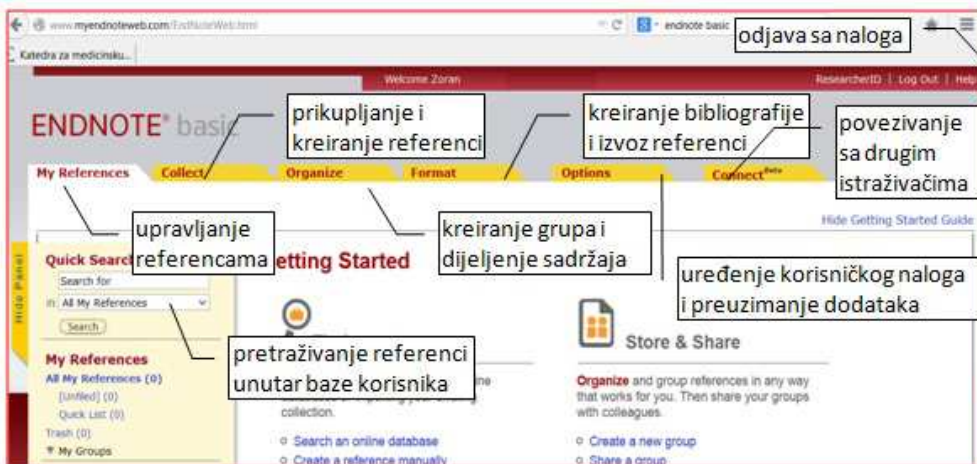 www.myendnoteweb.com/EndNoteWeb.html
endnote basic
odjava sa naloga
Katedra za medicinsku...
Welcome Zoran
ResearcherID | Log Out | Help
ENDNOTE® basic
prikupljanje i
kreiranje referenci
kreiranje bibliografije
i izvoz referenci
povezivanje
sa drugim
istraživačima
My References
Collect
Organize
Format
Options
Connect Beta
Hide Getting Started Guide
upravljanje
referencama
kreiranje grupa i
dijeljenje sadržaja
uređenje korisničkog naloga
i preuzimanje dodataka
Hide Panel
Quick Search
Search for
in All My References
Search
etting Started
pretraživanje referenci
unutar baze korisnika
Store & Share
My References
All My References (0)
[Unfiled] (0)
Quick List (0)
Trash (0)
My Groups
collection.
Search an online database
Create a reference manually
Organize and group references in any way
that works for you. Then share your groups
with colleagues.
Create a new group
Share a group